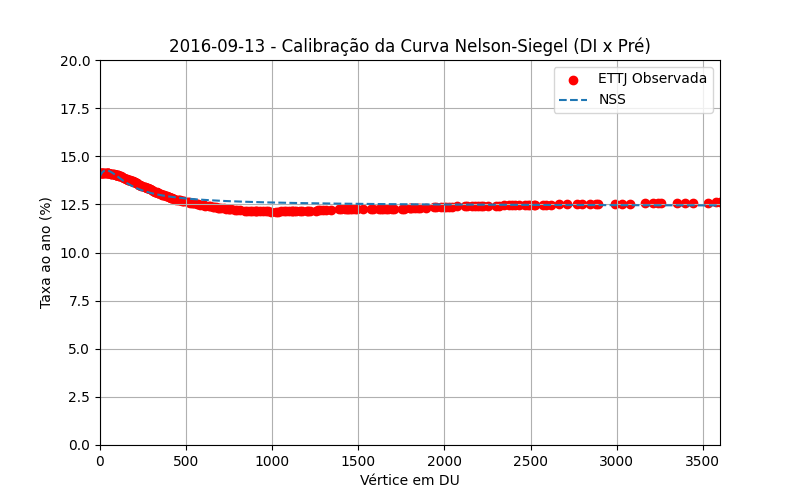 2016-09-13 - Calibração da Curva Nelson-Siegel (DI x Pré)
ETTJ Observada
NSS
20.0
17.5
15.0
12.5
10.0
7.5
5.0
2.5
0.0
Taxa ao ano (%)
0 500 1000 1500 2000 2500 3000 3500
Vértice em DU